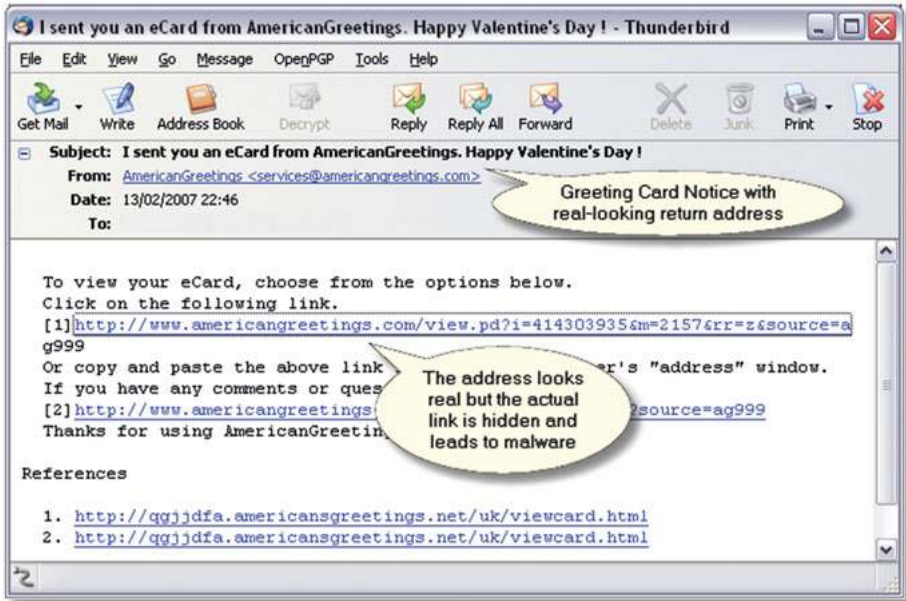 I sent you an eCard from AmericanGreetings. Happy Valentine's Day ! - Thunderbird
File Edit View Go Message OpenPGP Tools Help
Get Mail Write Address Book Decrypt Reply Reply All Forward Delete Junk Print Stop
Subject: I sent you an eCard from AmericanGreetings. Happy Valentine's Day !
From: AmericanGreetings <services@americangreetings.com>
Date: 13/02/2007 22:46
To:
Greeting Card Notice with
real-looking return address
To view your eCard, choose from the options below.
Click on the following link.
[1]http://www.americangreetings.com/view.pd?i=414303935&m=2157&rr=z&source=a
g999
Or copy and paste the above link er's "address" window.
If you have any comments or ques
[2]http://www.americangreetings ?source=ag999
Thanks for using AmericanGreetin
The address looks
real but the actual
link is hidden and
leads to malware
References
1. http://qgjjdfa.americansgreetings.net/uk/viewcard.html
2. http://qgjjdfa.americansgreetings.net/uk/viewcard.html